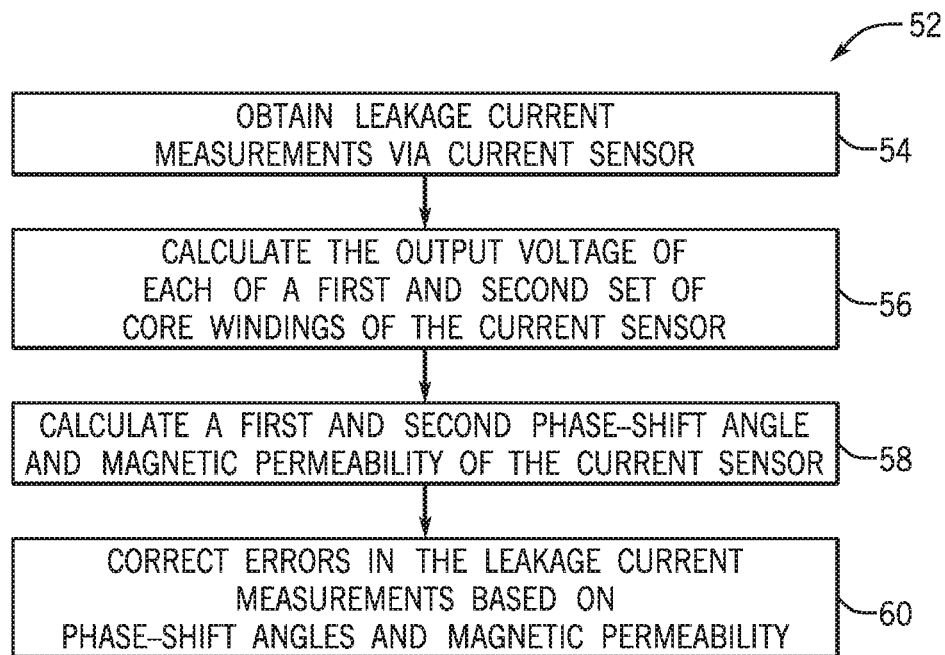 52
OBTAIN LEAKAGE CURRENT
MEASUREMENTS VIA CURRENT SENSOR
54
CALCULATE THE OUTPUT VOLTAGE OF
EACH OF A FIRST AND SECOND SET OF
CORE WINDINGS OF THE CURRENT SENSOR
56
CALCULATE A FIRST AND SECOND PHASE-SHIFT ANGLE
AND MAGNETIC PERMEABILITY OF THE CURRENT SENSOR
58
CORRECT ERRORS IN THE LEAKAGE CURRENT
MEASUREMENTS BASED ON
PHASE-SHIFT ANGLES AND MAGNETIC PERMEABILITY
60